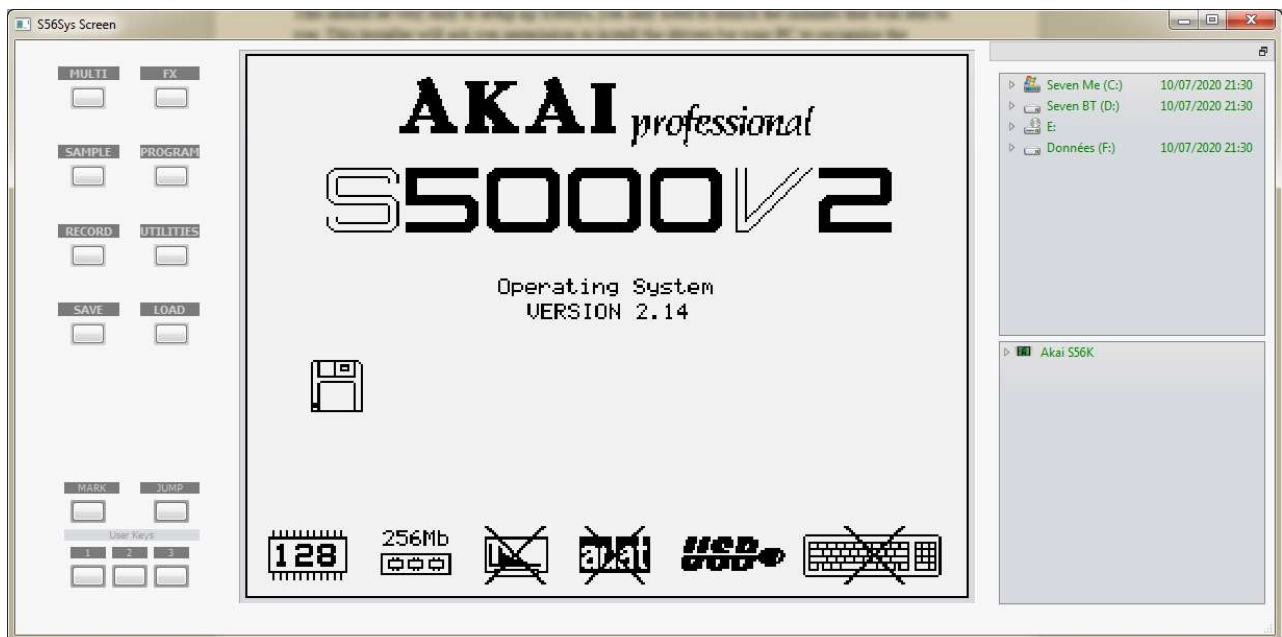 S56Sys Screen
MULTI FX
SAMPLE PROGRAM
RECORD UTILITIES
SAVE LOAD
MARK JUMP
User Keys
1 2 3
AKAI professional
S5000V2
Operating System
VERSION 2.14
128
256Mb
USB
Seven Me (C:) 10/07/2020 21:30
Seven BT (D:) 10/07/2020 21:30
E:
Données (F:) 10/07/2020 21:30
Akai S56K